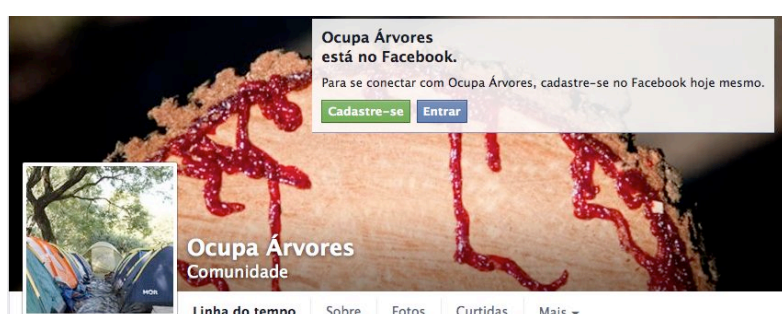 Ocupa Árvores
está no Facebook.
Para se conectar com Ocupa Árvores, cadastre-se no Facebook hoje mesmo.
Cadastre-se Entrar
Ocupa Árvores
Comunidade
Linha do tempo Sobre Fotos Curtidas Mais